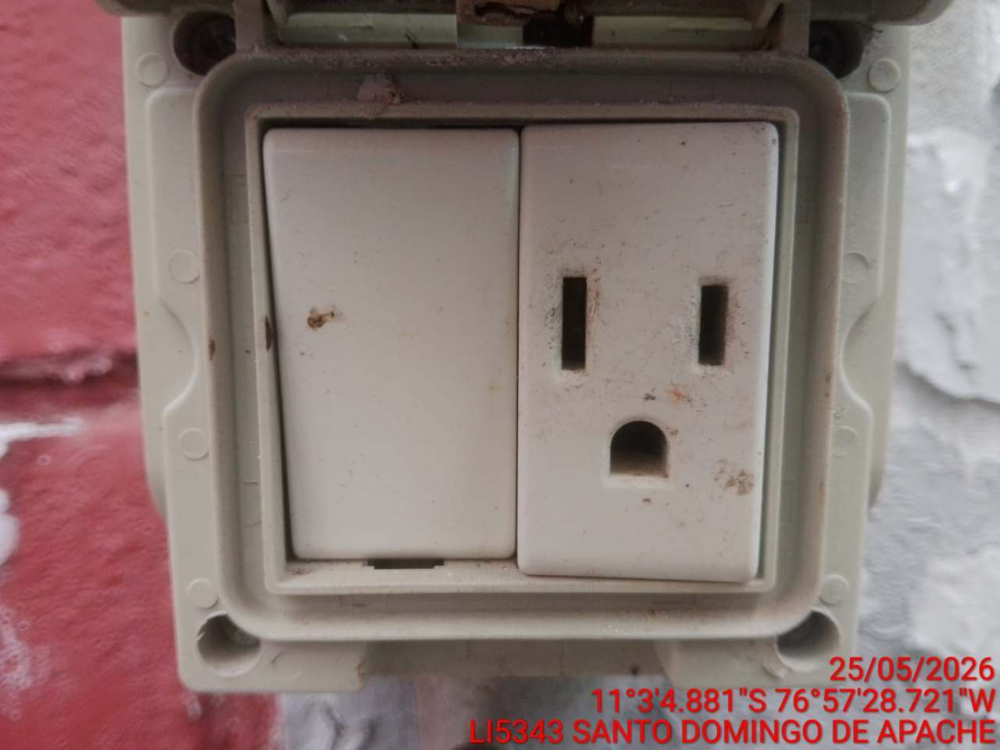 25/05/2026
11°3'4.881"S 76°57'28.721"W
LI5343 SANTO DOMINGO DE APACHE